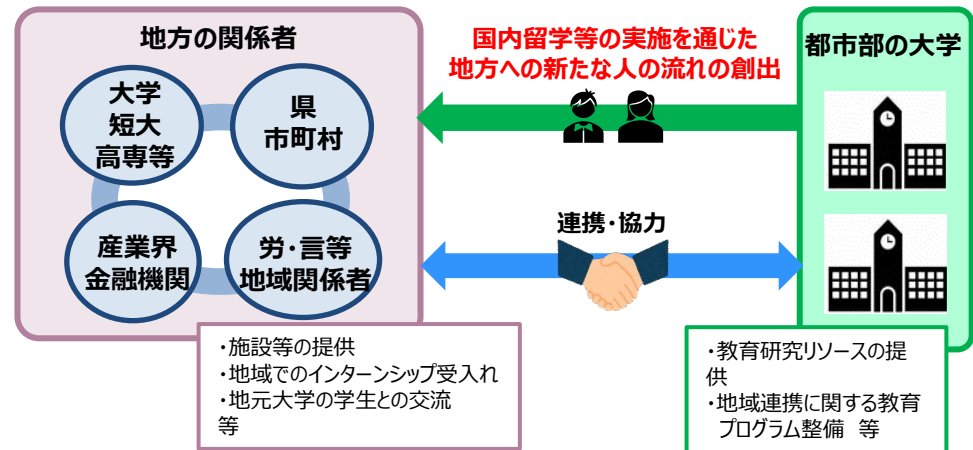 地方の関係者
大学
短大
高専等
県
市町村
産業界
金融機関
労・言等
地域関係者
国内留学等の実施を通じた
地方への新たな人の流れの創出
連携・協力
都市部の大学
・施設等の提供
・地域でのインターンシップ受入れ
・地元大学の学生との交流
等
・教育研究リソースの提
供
・地域連携に関する教育
プログラム整備 等